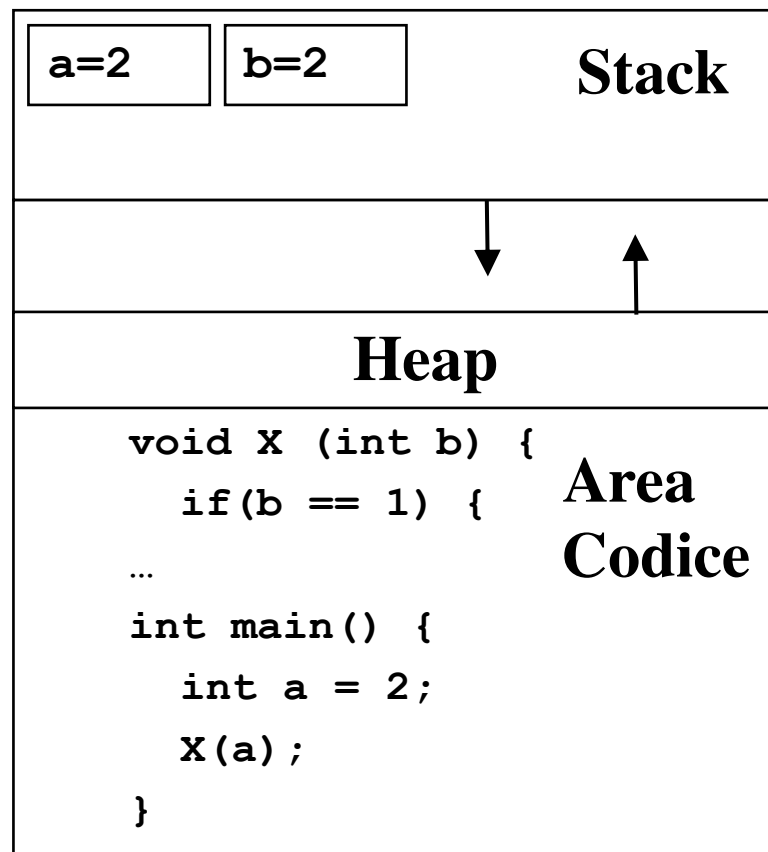 a=2
b=2
Stack
Heap
void X (int b) {
if(b == 1) {
…
int main() {
int a = 2;
X(a);
}
Area
Codice